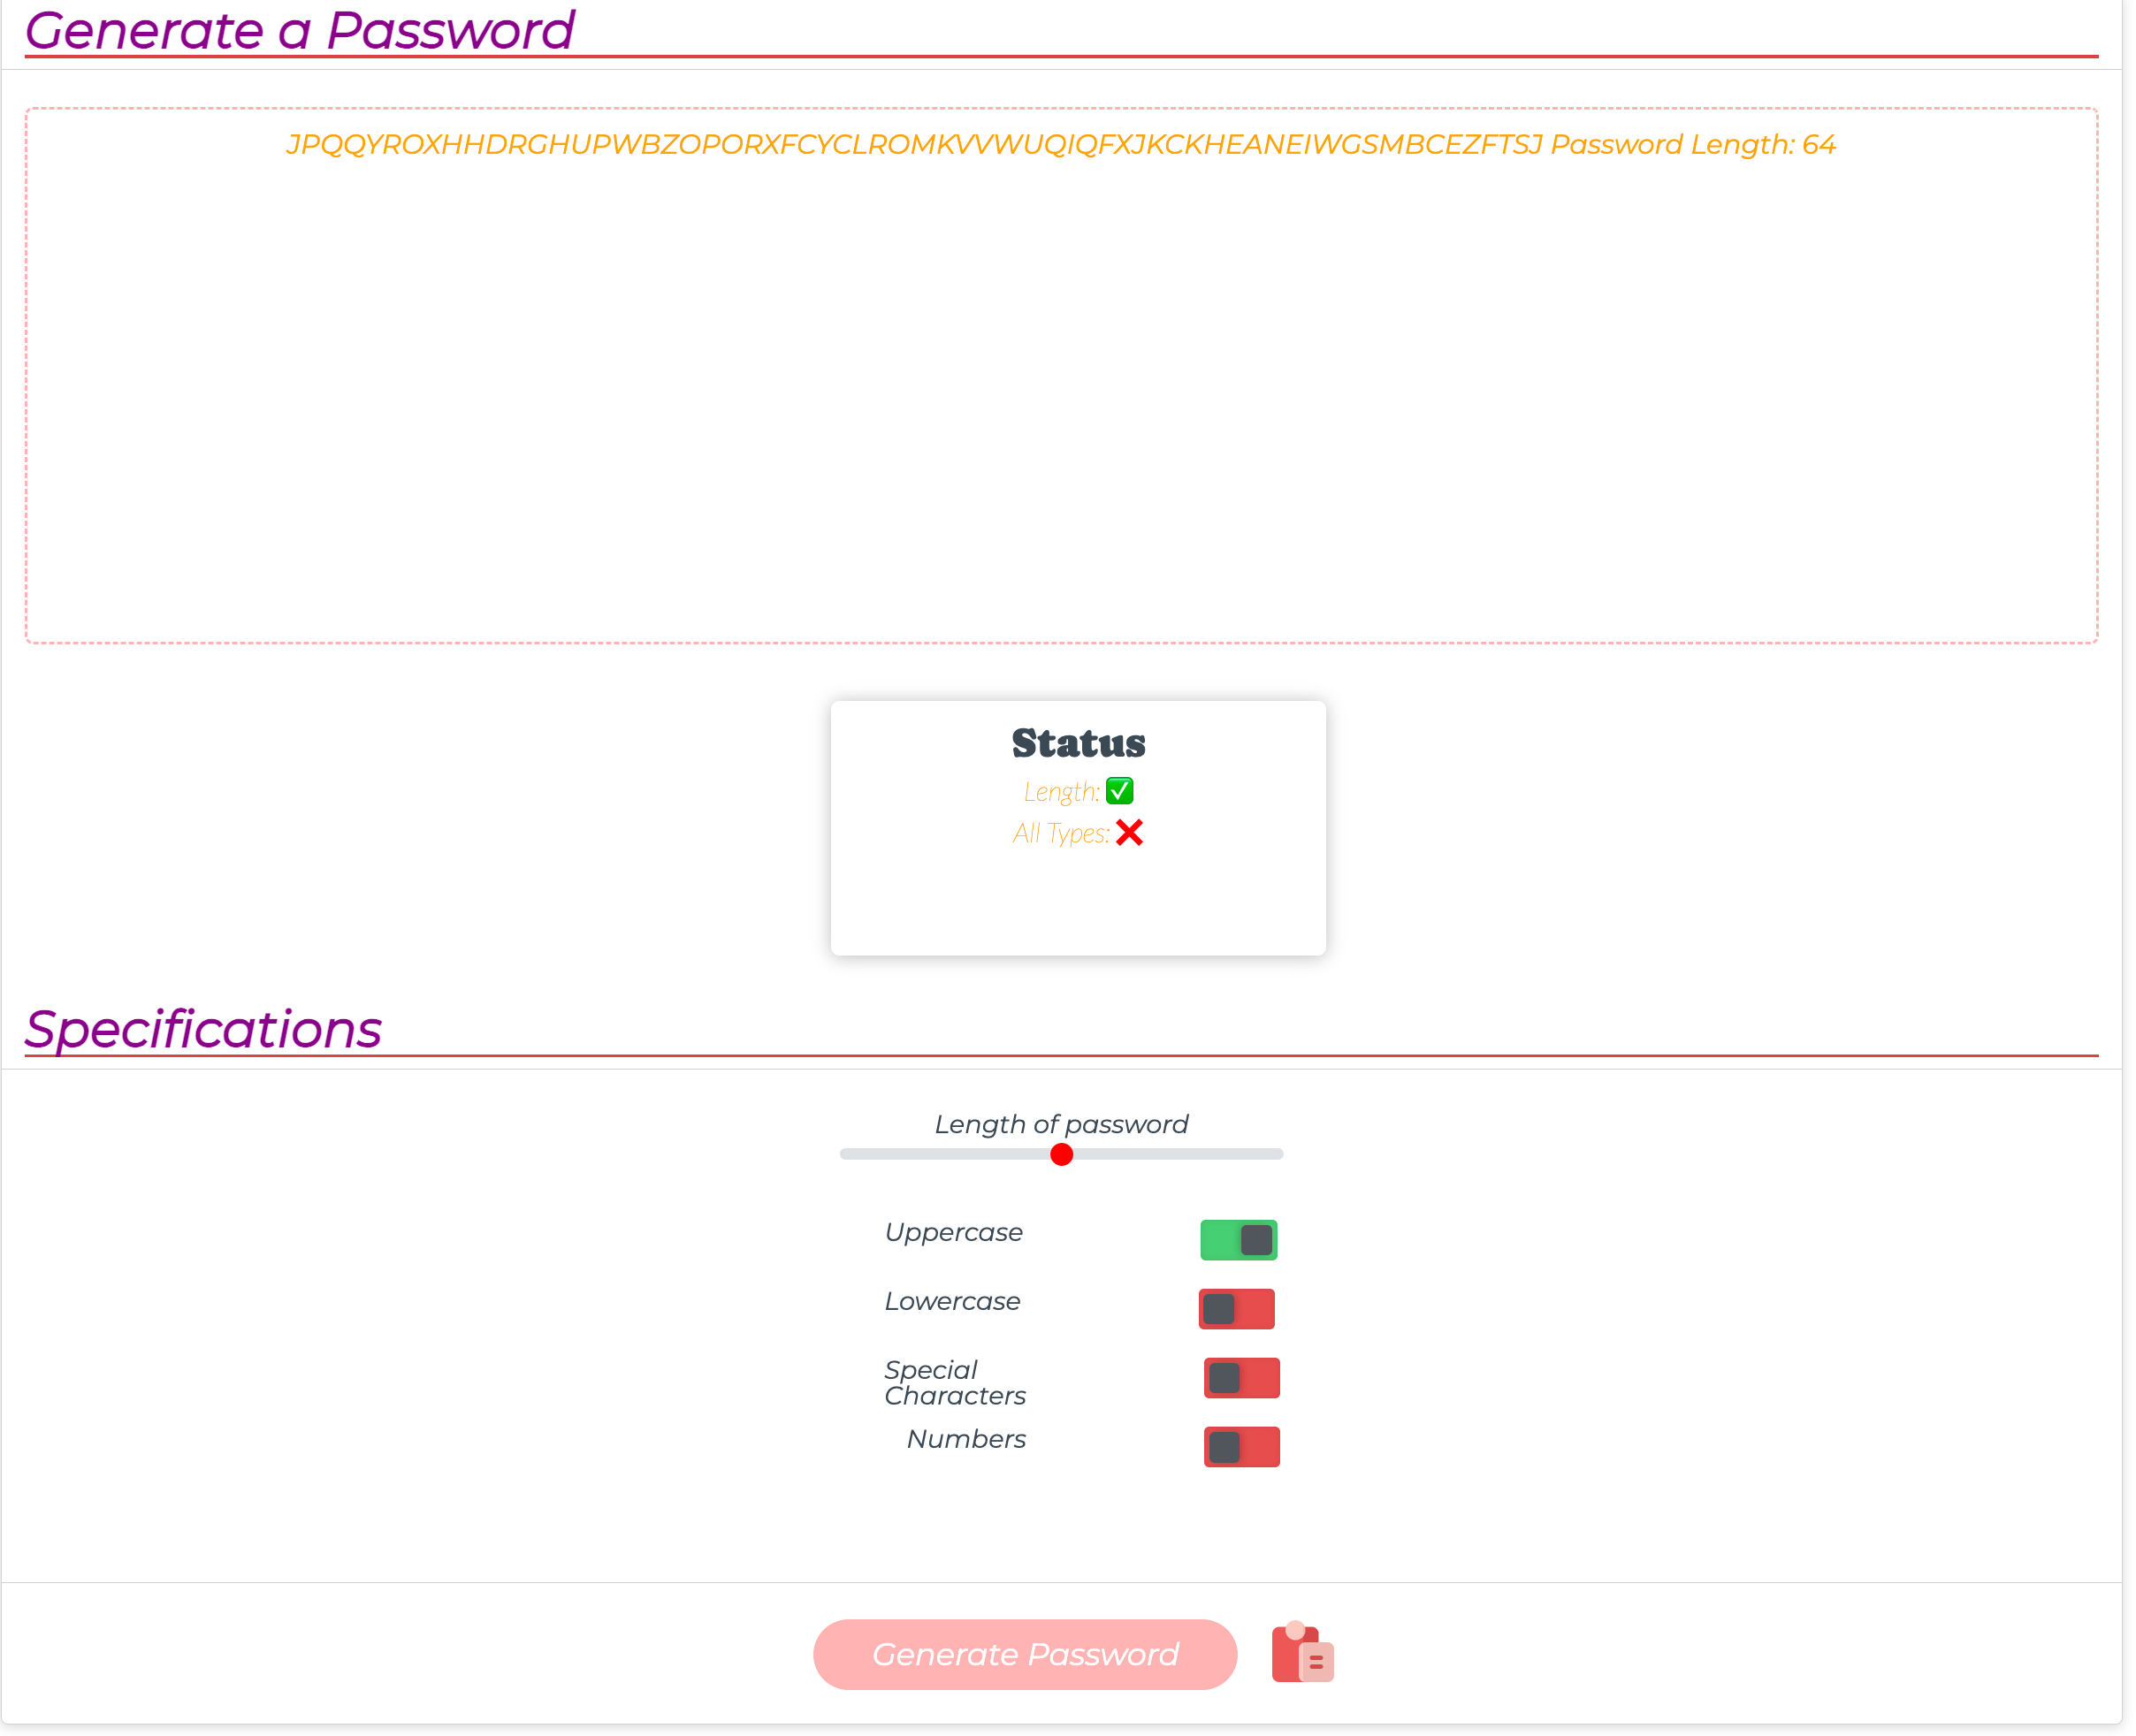 Generate a Password
JPQQYROXHHDRGHUPWBZOPORXFCYCLROMKVVWUQIQFXJKCKHEANEIWGSMBCEZFTSJ Password Length: 64
Status
Length: ✅
All Types: ❌
Specifications
Length of password
Uppercase
Lowercase
Special
Characters
Numbers
Generate Password